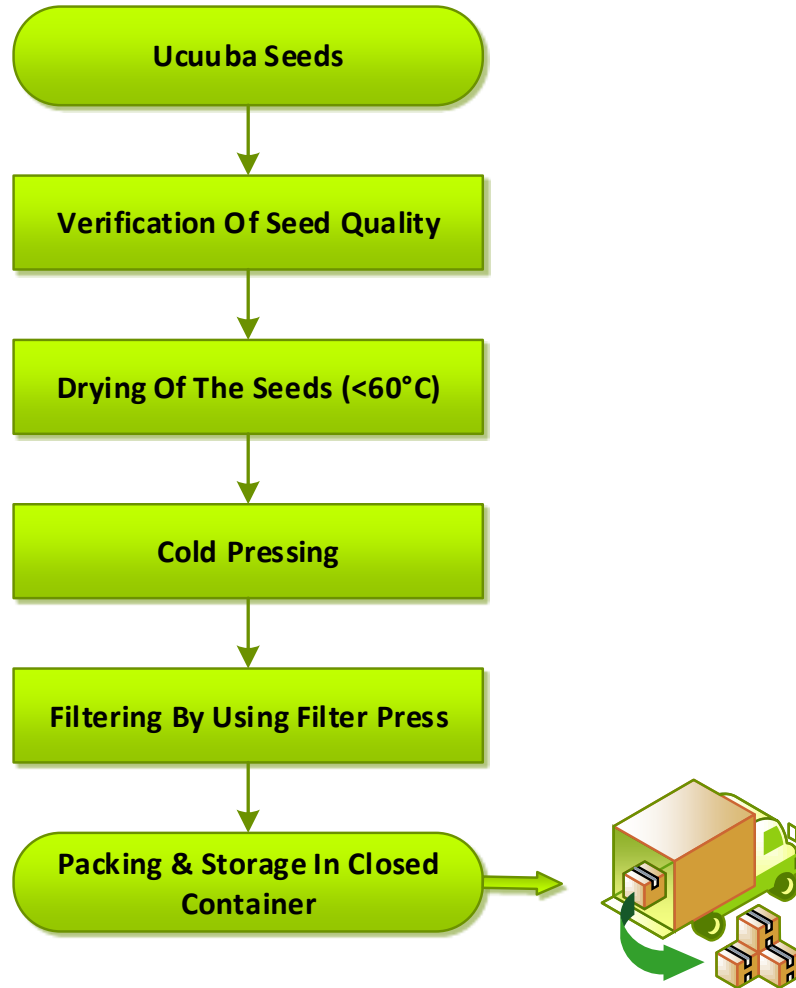 Ucuuba Seeds
Verification Of Seed Quality
Drying Of The Seeds (<60°C)
Cold Pressing
Filtering By Using Filter Press
Packing & Storage In Closed
Container